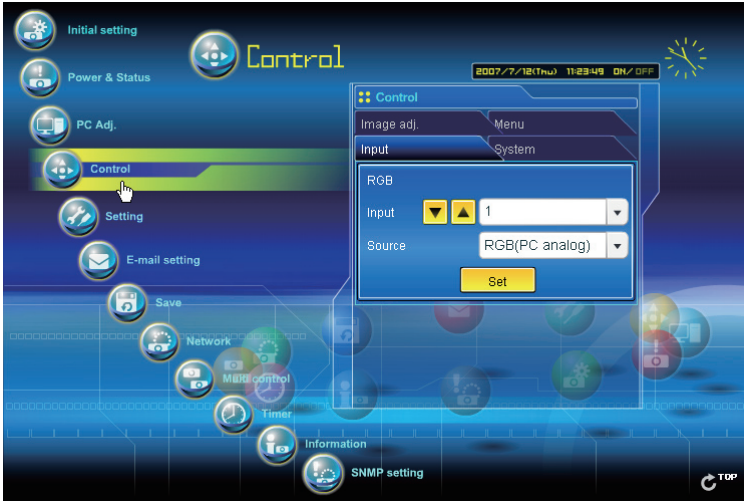 Initial setting
Power & Status
PC Adj.
Control
Setting
E-mail setting
Save
Network
Multi control
Timer
Information
SNMP setting
Control
2007/7/12(Thu) 11:23:49 ON/OFF
Control
Image adj. Menu
Input System
RGB
Input 1
Source RGB(PC analog)
Set
TOP